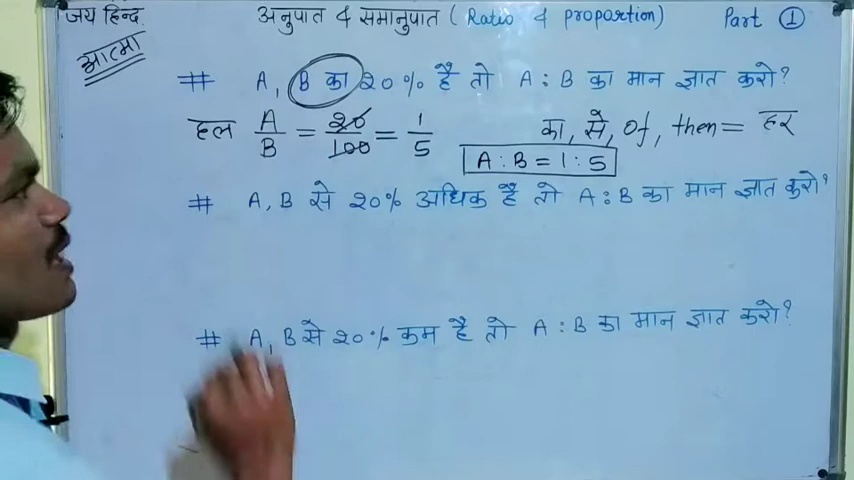 जय हिन्द
अनुपात & समानुपात ( Ratio & proportion) Part 1
आत्मा
# A, B का 20% है तो A : B का मान ज्ञात करो?
हल A/B = 20/100 = 1/5 का, से, of, then = हर
A : B = 1 : 5
# A, B से 20% अधिक है तो A : B का मान ज्ञात करो?
# A, B से 20% कम है तो A : B का मान ज्ञात करो?